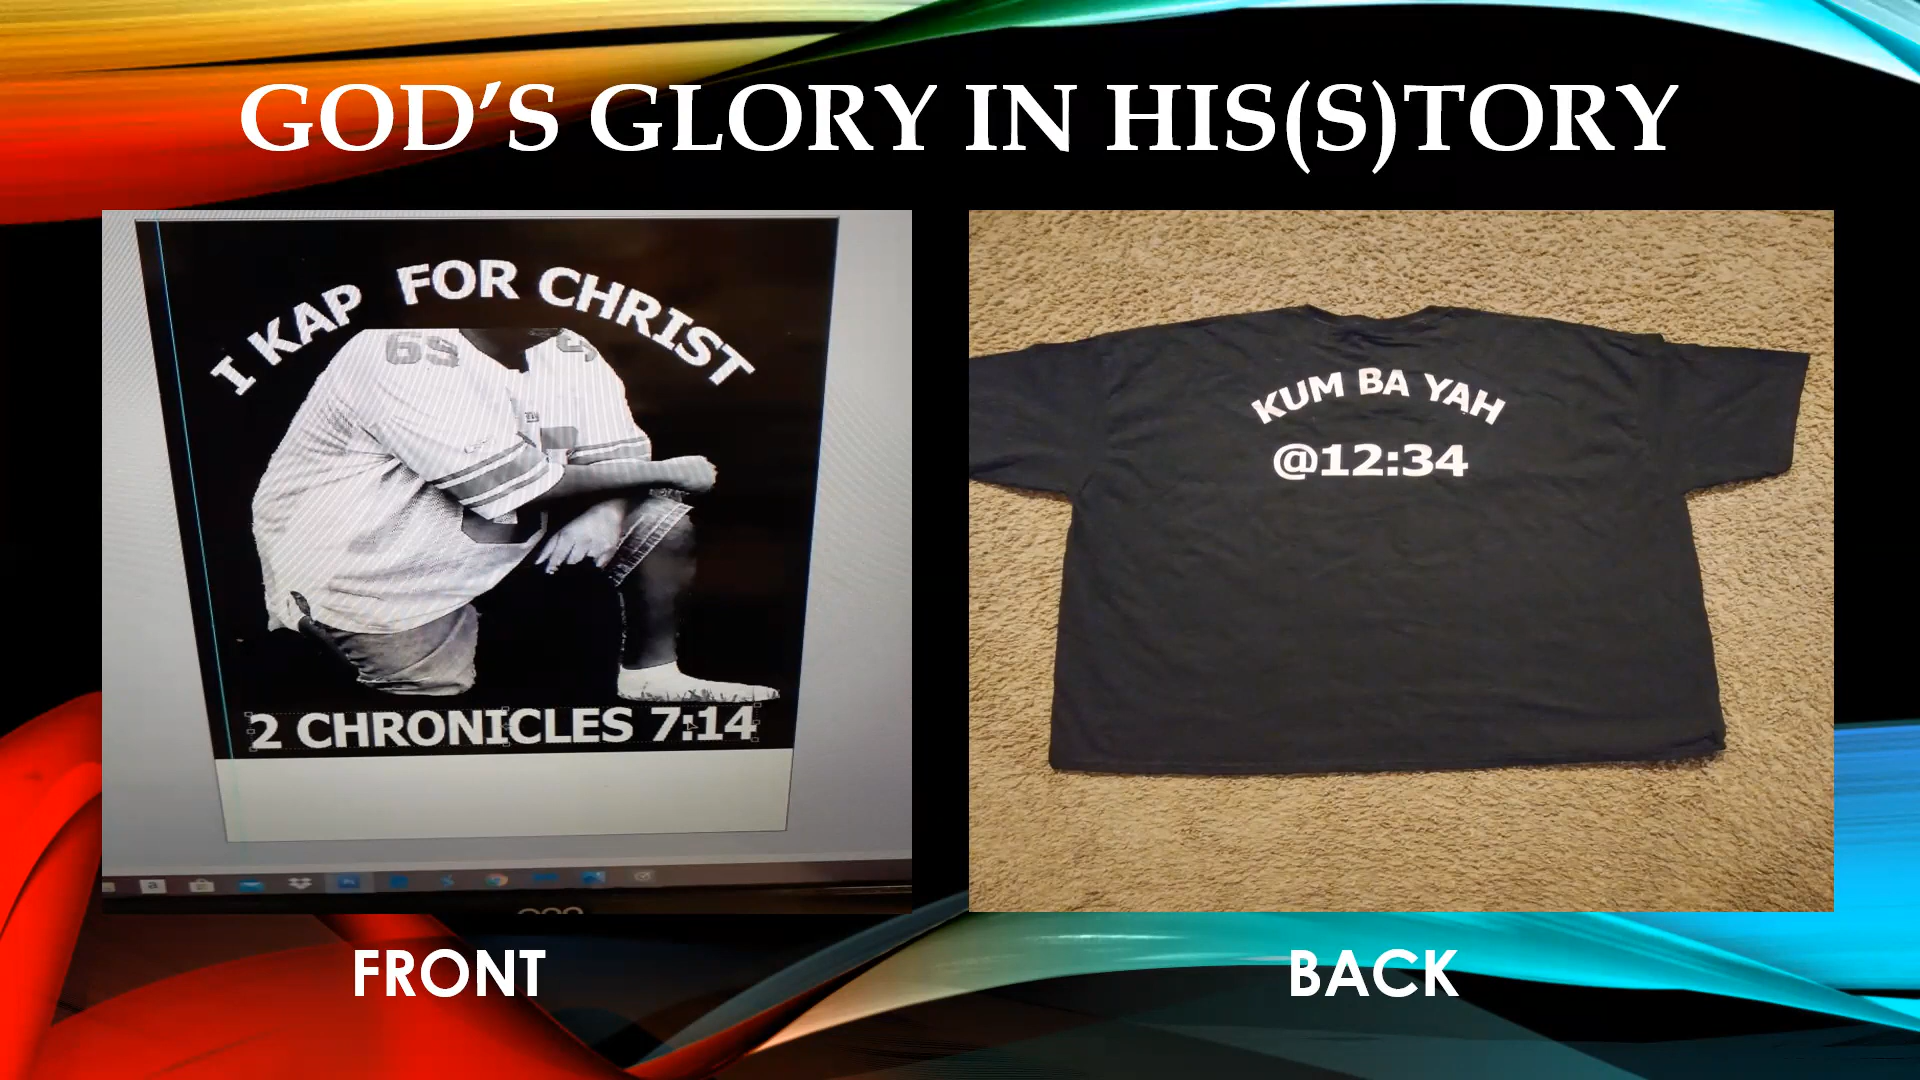 GOD'S GLORY IN HIS(S)TORY
I KAP FOR CHRIST
2 CHRONICLES 7:14
KUM BA YAH
@12:34
FRONT
BACK